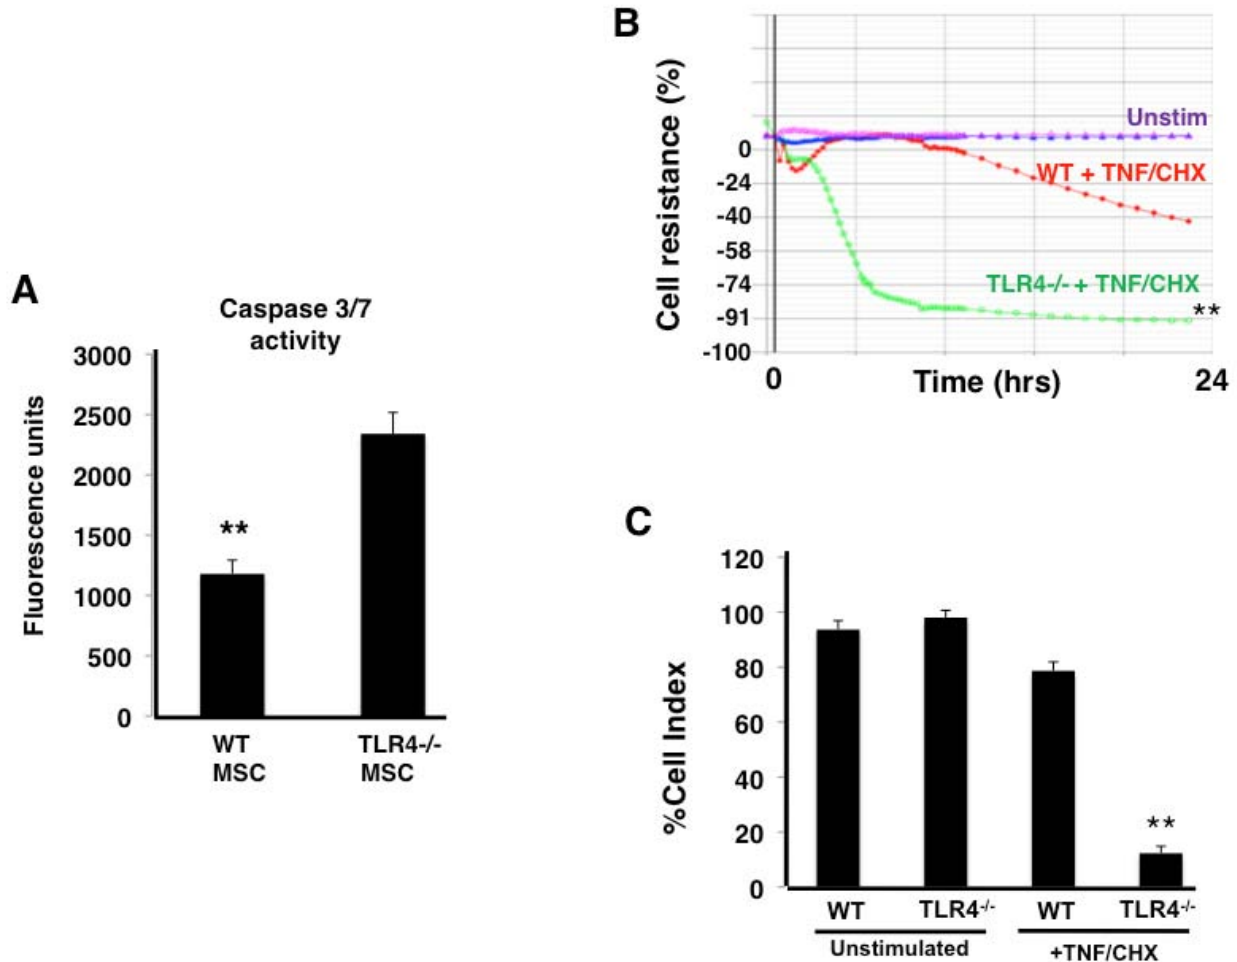 A
Caspase 3/7
activity
Fluorescence units
3000
2500
2000
1500
1000
500
0
**
WT
MSC
TLR4-/-
MSC
B
Cell resistance (%)
0
-24
-40
-58
-74
-91
-100
Unstim
WT + TNF/CHX
TLR4-/- + TNF/CHX
**
0
Time (hrs)
24
C
%Cell Index
120
100
80
60
40
20
0
**
WT
TLR4-/-
WT
TLR4-/-
Unstimulated
+TNF/CHX